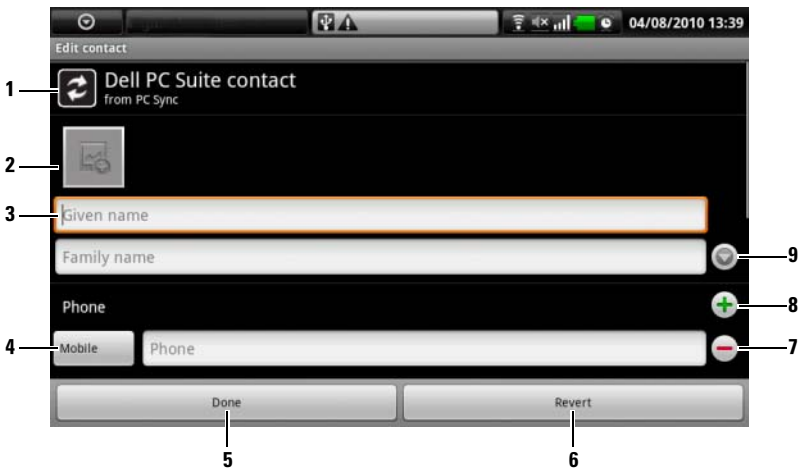 04/08/2010 13:39
Edit contact
1
Dell PC Suite contact
from PC Sync
2
3
Given name
Family name
9
Phone
8
4
Mobile
Phone
7
Done
Revert
5
6